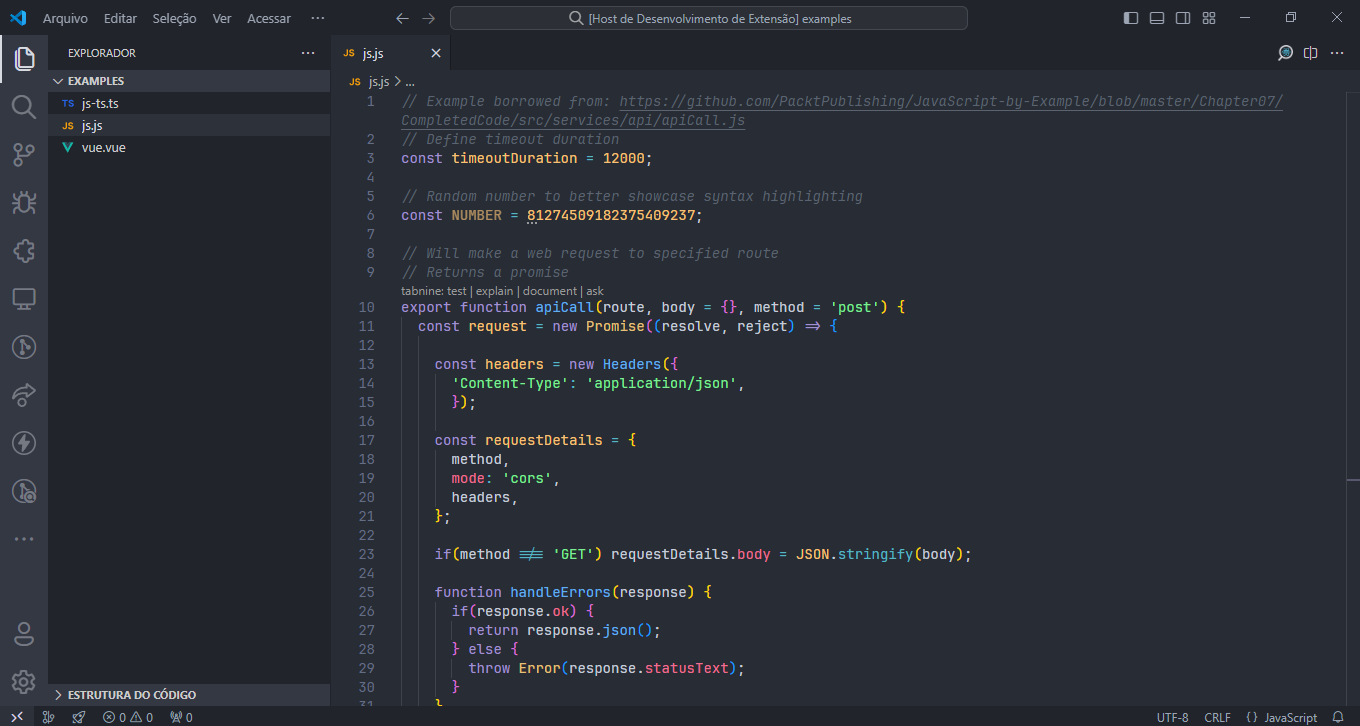 Arquivo Editar Seleção Ver Acessar ··· [Host de Desenvolvimento de Extensão] examples
EXPLORADOR ···
EXAMPLES
TS js-ts.ts
JS js.js
vue.vue
ESTRUTURA DO CÓDIGO
JS js.js
JS js.js > ...
1 // Example borrowed from: https://github.com/PacktPublishing/JavaScript-by-Example/blob/master/Chapter07/
CompletedCode/src/services/api/apiCall.js
2 // Define timeout duration
3 const timeoutDuration = 12000;
4
5 // Random number to better showcase syntax highlighting
6 const NUMBER = 81274509182375409237;
7
8 // Will make a web request to specified route
9 // Returns a promise
tabnine: test | explain | document | ask
10 export function apiCall(route, body = {}, method = 'post') {
11 const request = new Promise((resolve, reject) => {
12
13 const headers = new Headers({
14 'Content-Type': 'application/json',
15 });
16
17 const requestDetails = {
18 method,
19 mode: 'cors',
20 headers,
21 };
22
23 if(method !== 'GET') requestDetails.body = JSON.stringify(body);
24
25 function handleErrors(response) {
26 if(response.ok) {
27 return response.json();
28 } else {
29 throw Error(response.statusText);
30 }
31 }
0 0 0 UTF-8 CRLF {} JavaScript